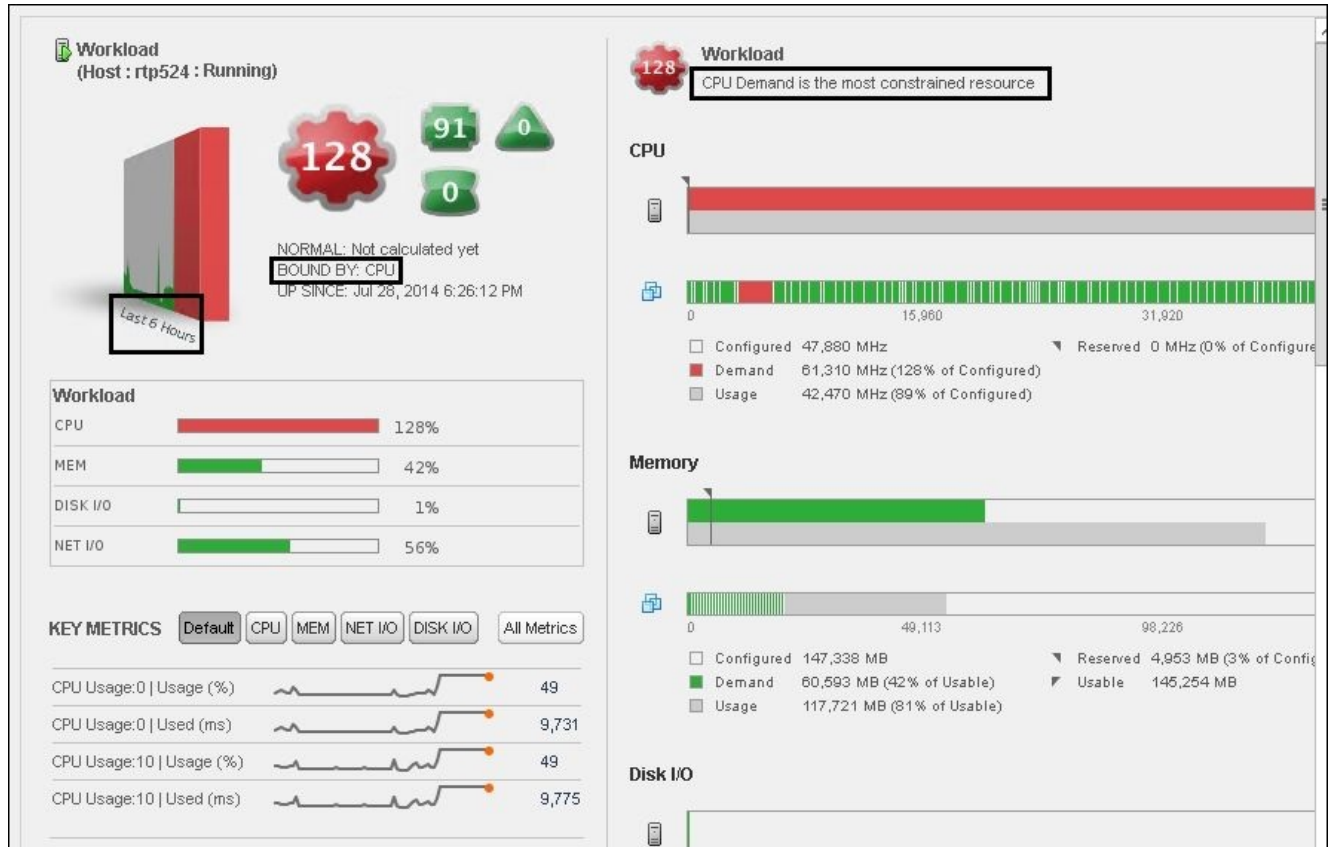 Workload
(Host : rtp524 : Running)
128
91
0
0
NORMAL: Not calculated yet
BOUND BY: CPU
UP SINCE: Jul 28, 2014 6:26:12 PM
Last 6 Hours
Workload
CPU 128%
MEM 42%
DISK I/O 1%
NET I/O 56%
KEY METRICS Default CPU MEM NET I/O DISK I/O All Metrics
CPU Usage:0 | Usage (%) 49
CPU Usage:0 | Used (ms) 9,731
CPU Usage:10 | Usage (%) 49
CPU Usage:10 | Used (ms) 9,775
128
Workload
CPU Demand is the most constrained resource
CPU
0 15,960 31,920
Configured 47,880 MHz Reserved 0 MHz (0% of Configure
Demand 61,310 MHz (128% of Configured)
Usage 42,470 MHz (89% of Configured)
Memory
0 49,113 98,226
Configured 147,338 MB Reserved 4,953 MB (3% of Config
Demand 60,593 MB (42% of Usable) Usable 145,254 MB
Usage 117,721 MB (81% of Usable)
Disk I/O